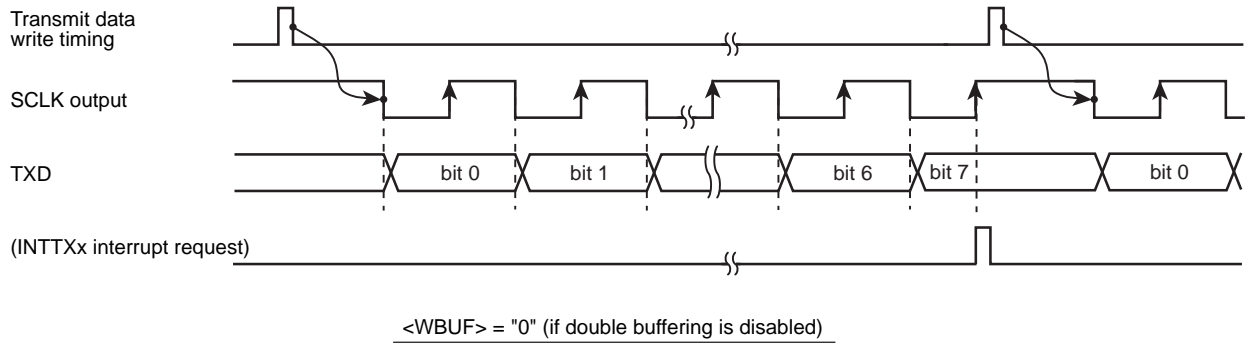 Transmit data
write timing
SCLK output
TXD
bit 0
bit 1
bit 6
bit 7
bit 0
(INTTXx interrupt request)
<WBUF> = "0" (if double buffering is disabled)